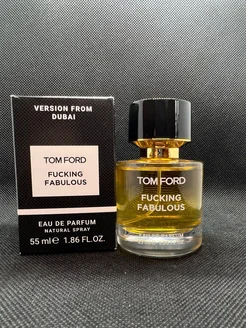 VERSION FROM
DUBAI
TOM FORD
FUCKING
FABULOUS
EAU DE PARFUM
NATURAL SPRAY
55 ml e 1.86 FL.OZ.
TOM FORD
FUCKING
FABULOUS